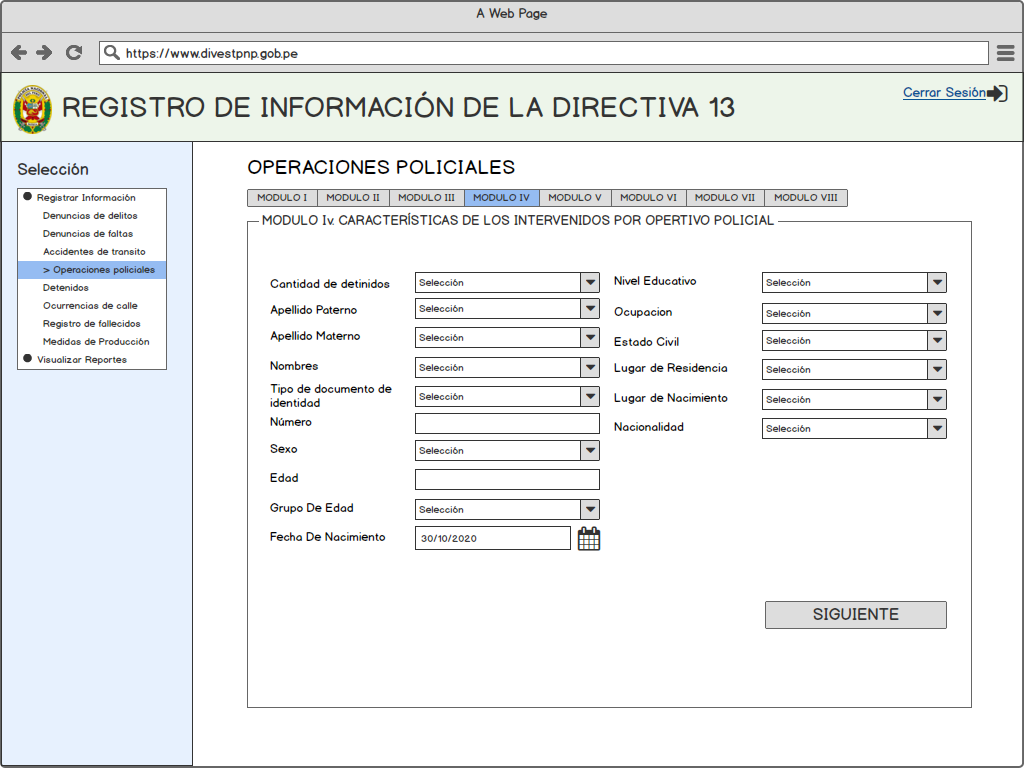 A Web Page
https://www.divestpnp.gob.pe
REGISTRO DE INFORMACIÓN DE LA DIRECTIVA 13
Cerrar Sesión
Selección
Registrar Información
Denuncias de delitos
Denuncias de faltas
Accidentes de transito
> Operaciones policiales
Detenidos
Ocurrencias de calle
Registro de fallecidos
Medidas de Producción
Visualizar Reportes
OPERACIONES POLICIALES
MODULO I MODULO II MODULO III MODULO IV MODULO V MODULO VI MODULO VII MODULO VIII
MODULO Iv. CARACTERÍSTICAS DE LOS INTERVENIDOS POR OPERTIVO POLICIAL
Cantidad de detinidos Selección
Apellido Paterno Selección
Apellido Materno Selección
Nombres Selección
Tipo de documento de
identidad Selección
Número
Sexo Selección
Edad
Grupo De Edad Selección
Fecha De Nacimiento 30/10/2020
Nivel Educativo Selección
Ocupacion Selección
Estado Civil Selección
Lugar de Residencia Selección
Lugar de Nacimiento Selección
Nacionalidad Selección
SIGUIENTE